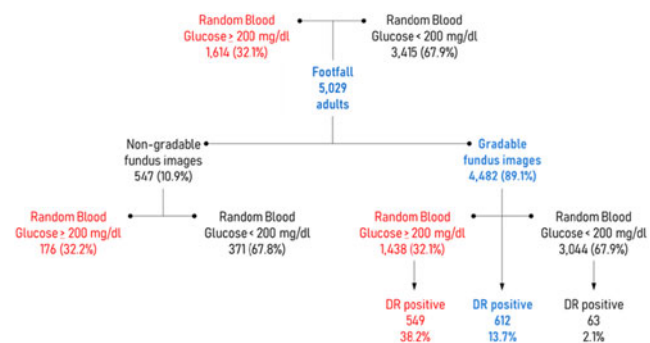 Random Blood
Glucose ≥ 200 mg/dl
1,614 (32.1%)
Random Blood
Glucose < 200 mg/dl
3,415 (67.9%)
Footfall
5,029
adults
Non-gradable
fundus images
547 (10.9%)
Gradable
fundus images
4,482 (89.1%)
Random Blood
Glucose ≥ 200 mg/dl
176 (32.2%)
Random Blood
Glucose < 200 mg/dl
371 (67.8%)
Random Blood
Glucose ≥ 200 mg/dl
1,438 (32.1%)
Random Blood
Glucose < 200 mg/dl
3,044 (67.9%)
DR positive
549
38.2%
DR positive
612
13.7%
DR positive
63
2.1%